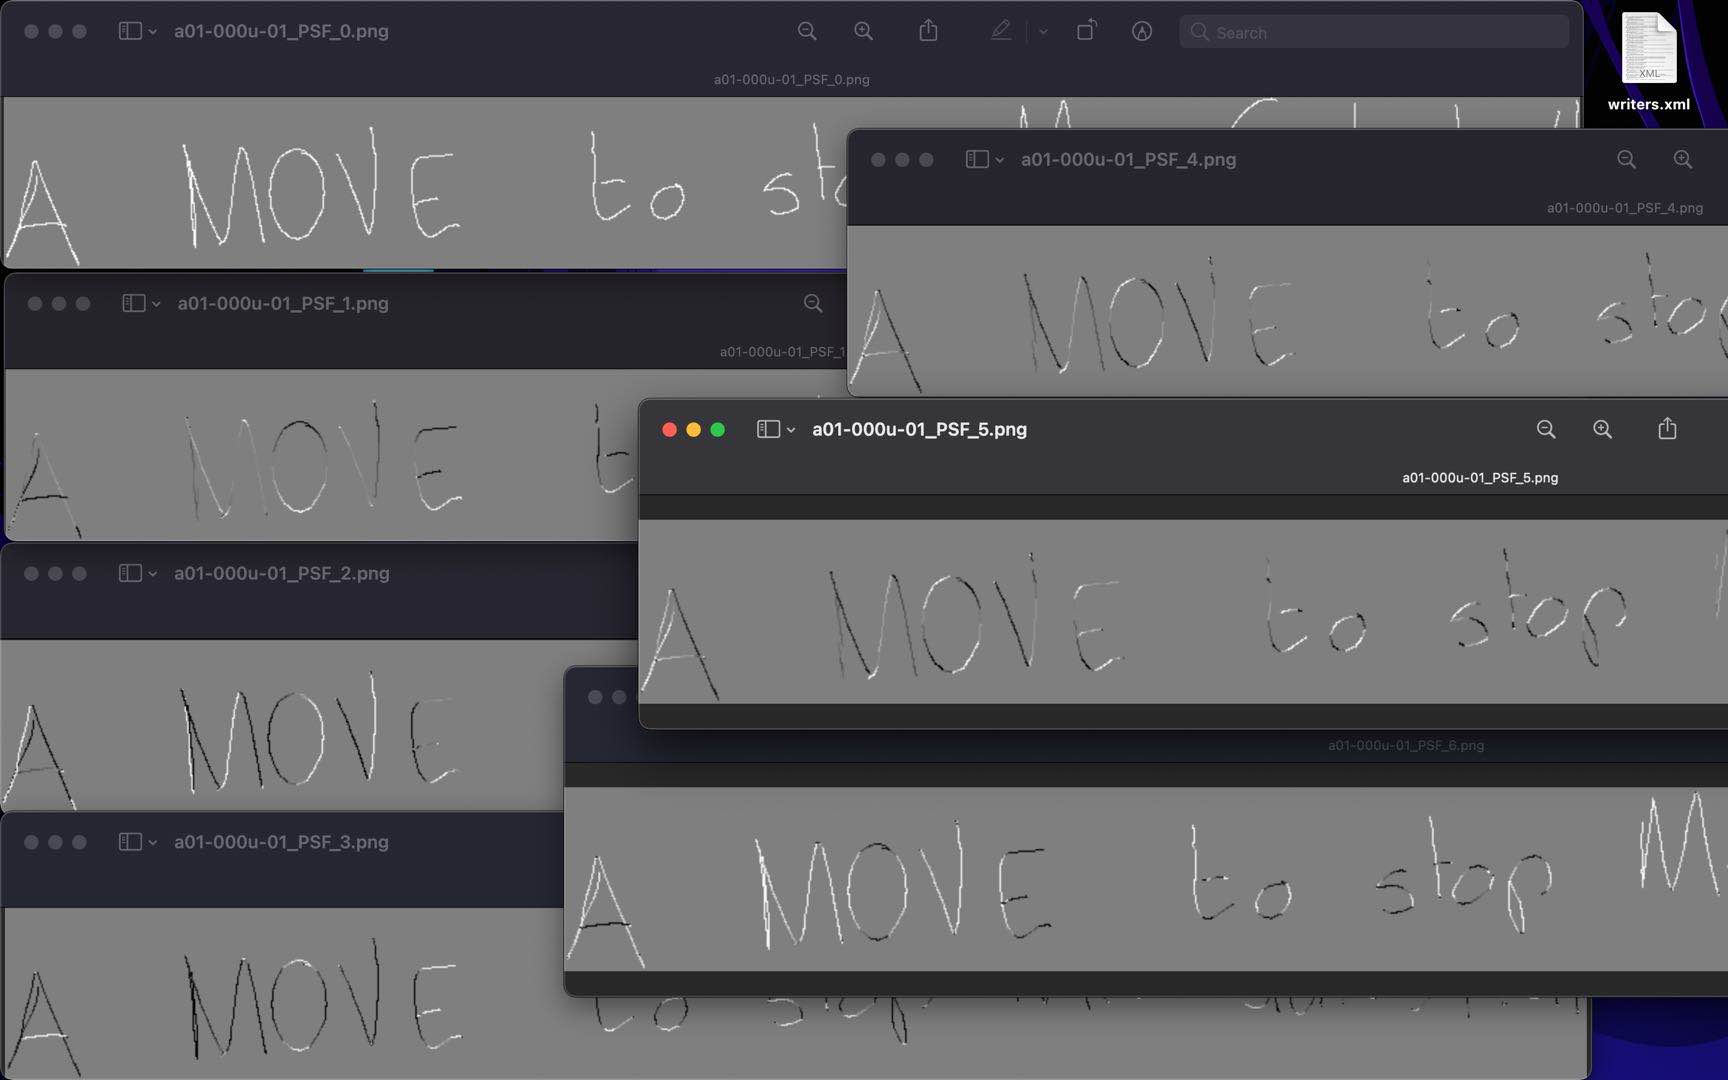 a01-000u-01_PSF_0.png
Search
a01-000u-01_PSF_0.png
XML
writers.xml
A MOVE to sto
a01-000u-01_PSF_4.png
a01-000u-01_PSF_4.png
A MOVE to stop
a01-000u-01_PSF_1.png
a01-000u-01_PSF_1
A MOVE t
a01-000u-01_PSF_5.png
a01-000u-01_PSF_5.png
A MOVE to stop
a01-000u-01_PSF_2.png
A MOVE
a01-000u-01_PSF_6.png
A MOVE to stop M
a01-000u-01_PSF_3.png
A MOVE to stop